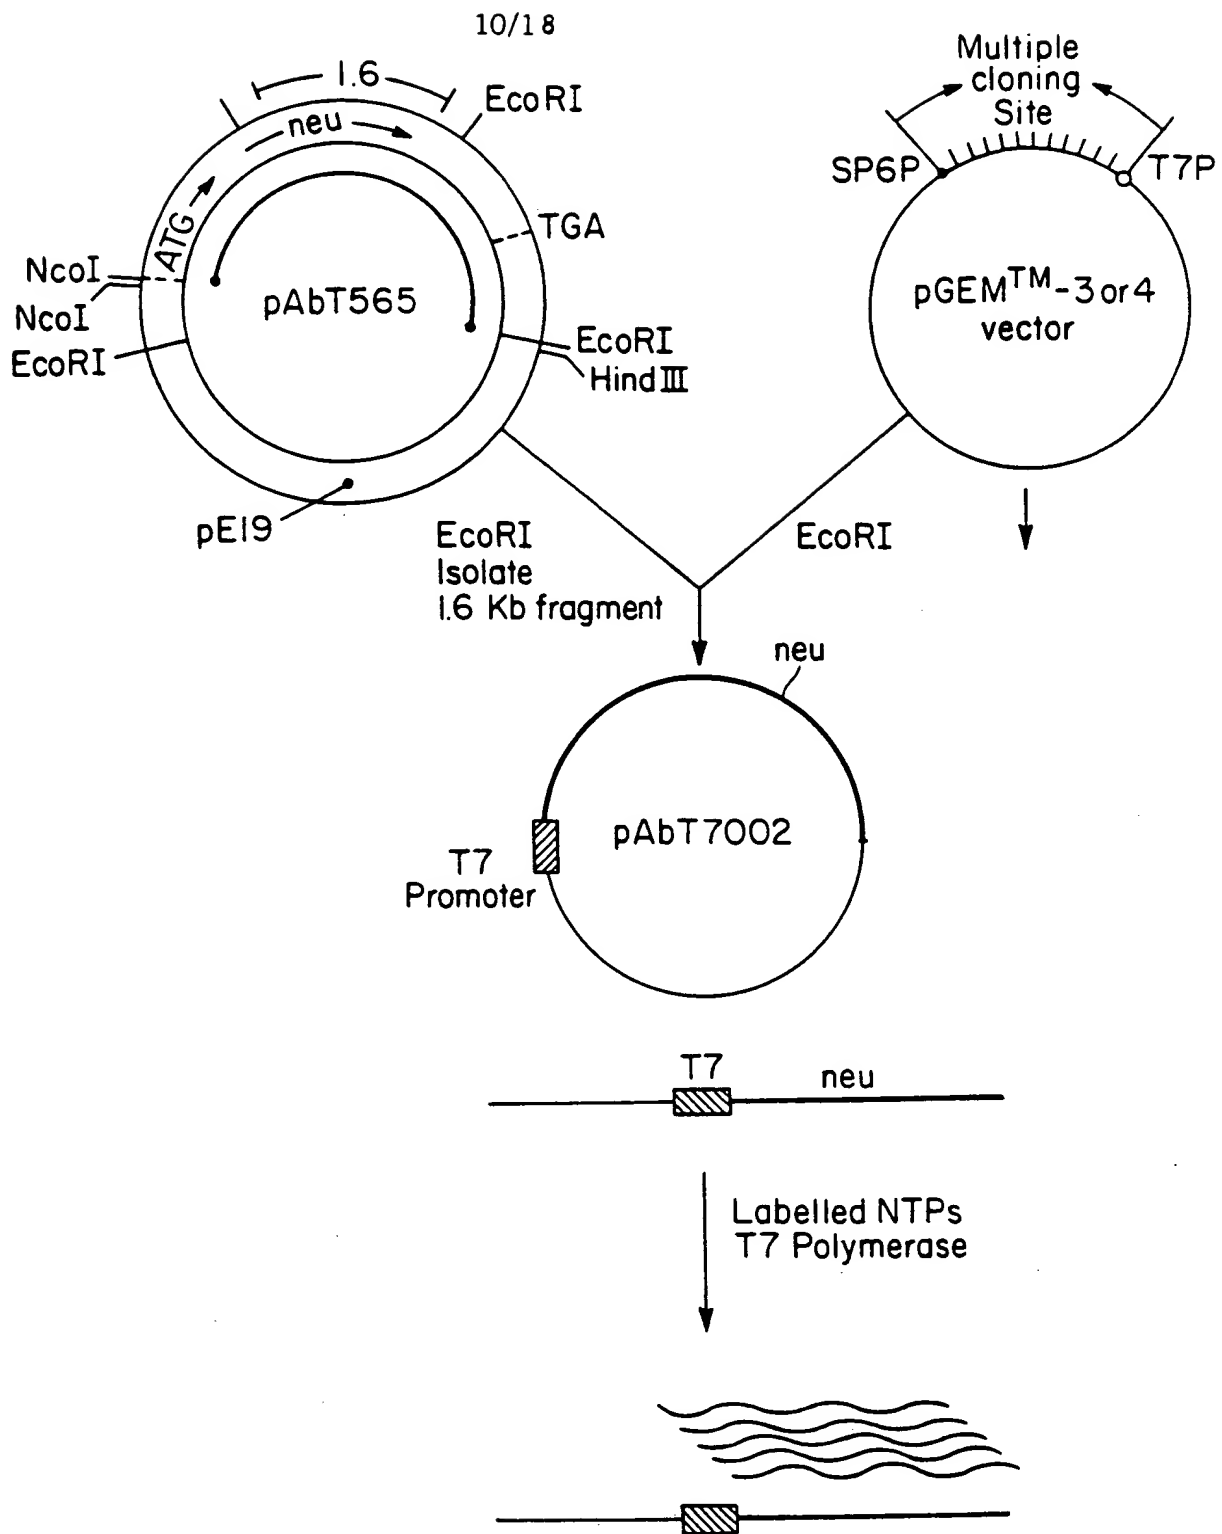 10/18
1.6
EcoRI
neu
ATG
TGA
NcoI
NcoI
EcoRI
pAbT565
EcoRI
Hind III
pE19
Multiple
cloning
Site
SP6P
T7P
pGEM™-3 or 4
vector
EcoRI
Isolate
1.6 Kb fragment
EcoRI
neu
pAbT7002
T7
Promoter
T7
neu
Labelled NTPs
T7 Polymerase